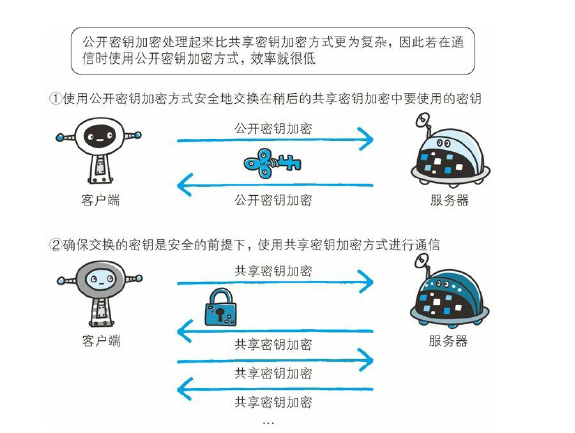 公开密钥加密处理起来比共享密钥加密方式更为复杂，因此若在通
信时使用公开密钥加密方式，效率就很低
①使用公开密钥加密方式安全地交换在稍后的共享密钥加密中要使用的密钥
公开密钥加密
公开密钥加密
客户端
服务器
②确保交换的密钥是安全的前提下，使用共享密钥加密方式进行通信
共享密钥加密
共享密钥加密
客户端
服务器
共享密钥加密
共享密钥加密
…